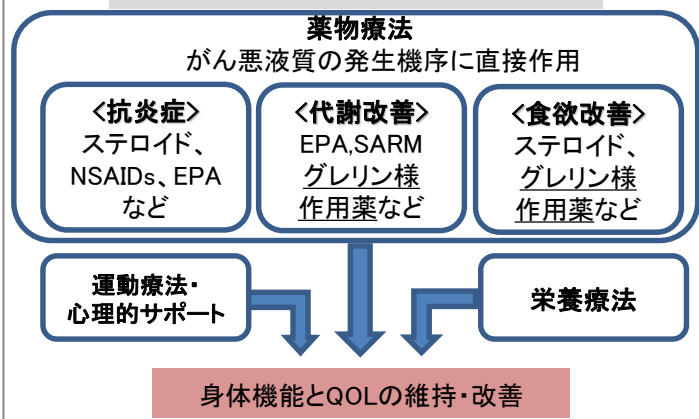 薬物療法
がん悪液質の発生機序に直接作用
<抗炎症>
ステロイド、
NSAIDs、EPA
など
<代謝改善>
EPA,SARM
グレリン様
作用薬など
<食欲改善>
ステロイド、
グレリン様
作用薬など
運動療法・
心理的サポート
栄養療法
身体機能とQOLの維持・改善